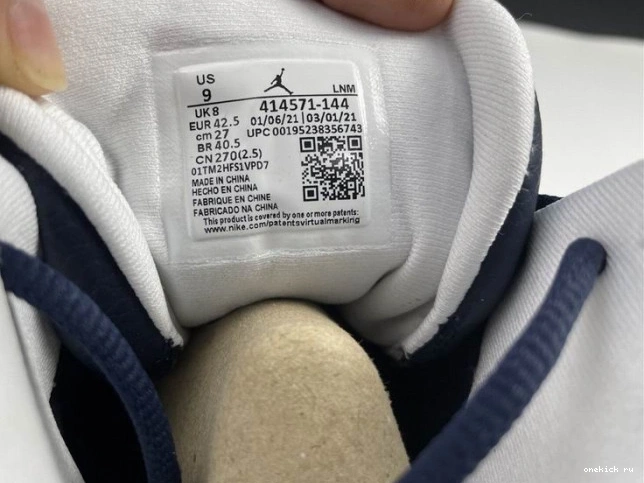 US
9
LNM
UK 8
414571-144
EUR 42.5
01/06/21 | 03/01/21
cm 27
UPC 00195238356743
BR 40.5
CN 270(2.5)
01TM2HFS1VPD7
MADE IN CHINA
HECHO EN CHINA
FABRIQUE EN CHINE
FABRICADO NA CHINA
This product is covered by one or more patents:
www.nike.com/patentsvirtualmarking
onekich ru